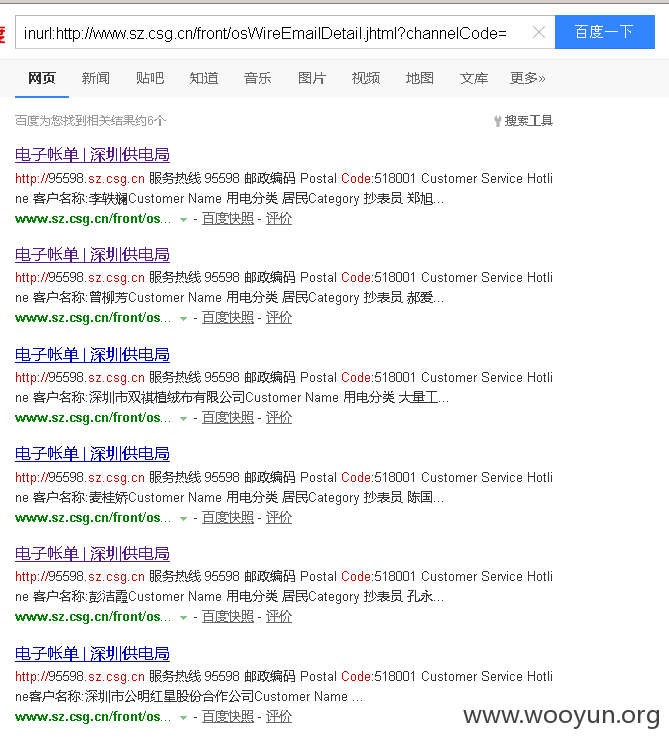 inurl:http://www.sz.csg.cn/front/osWireEmailDetail.jhtml?channelCode= 百度一下
网页 新闻 贴吧 知道 音乐 图片 视频 地图 文库 更多»
百度为您找到相关结果约6个 搜索工具
电子帐单 | 深圳供电局
http://95598.sz.csg.cn 服务热线 95598 邮政编码 Postal Code:518001 Customer Service Hotli
ne 客户名称:李轶斓Customer Name 用电分类 居民Category 抄表员 郑旭...
www.sz.csg.cn/front/os... - 百度快照 - 评价
电子帐单 | 深圳供电局
http://95598.sz.csg.cn 服务热线 95598 邮政编码 Postal Code:518001 Customer Service Hotli
ne 客户名称:曾柳芳Customer Name 用电分类 居民Category 抄表员 郝爱...
www.sz.csg.cn/front/os... - 百度快照 - 评价
电子帐单 | 深圳供电局
http://95598.sz.csg.cn 服务热线 95598 邮政编码 Postal Code:518001 Customer Service Hotli
ne 客户名称:深圳市双祺植绒布有限公司Customer Name 用电分类 大量工...
www.sz.csg.cn/front/os... - 百度快照 - 评价
电子帐单 | 深圳供电局
http://95598.sz.csg.cn 服务热线 95598 邮政编码 Postal Code:518001 Customer Service Hotli
ne 客户名称:麦桂娇Customer Name 用电分类 居民Category 抄表员 陈国...
www.sz.csg.cn/front/os... - 百度快照 - 评价
电子帐单 | 深圳供电局
http://95598.sz.csg.cn 服务热线 95598 邮政编码 Postal Code:518001 Customer Service Hotli
ne 客户名称:彭洁霞Customer Name 用电分类 居民Category 抄表员 孔永...
www.sz.csg.cn/front/os... - 百度快照 - 评价
电子帐单 | 深圳供电局
http://95598.sz.csg.cn 服务热线 95598 邮政编码 Postal Code:518001 Customer Service Hotli
ne客户名称:深圳市公明红星股份合作公司Customer Name ...
www.sz.csg.cn/front/os... - 百度快照 - 评价
www.wooyun.org